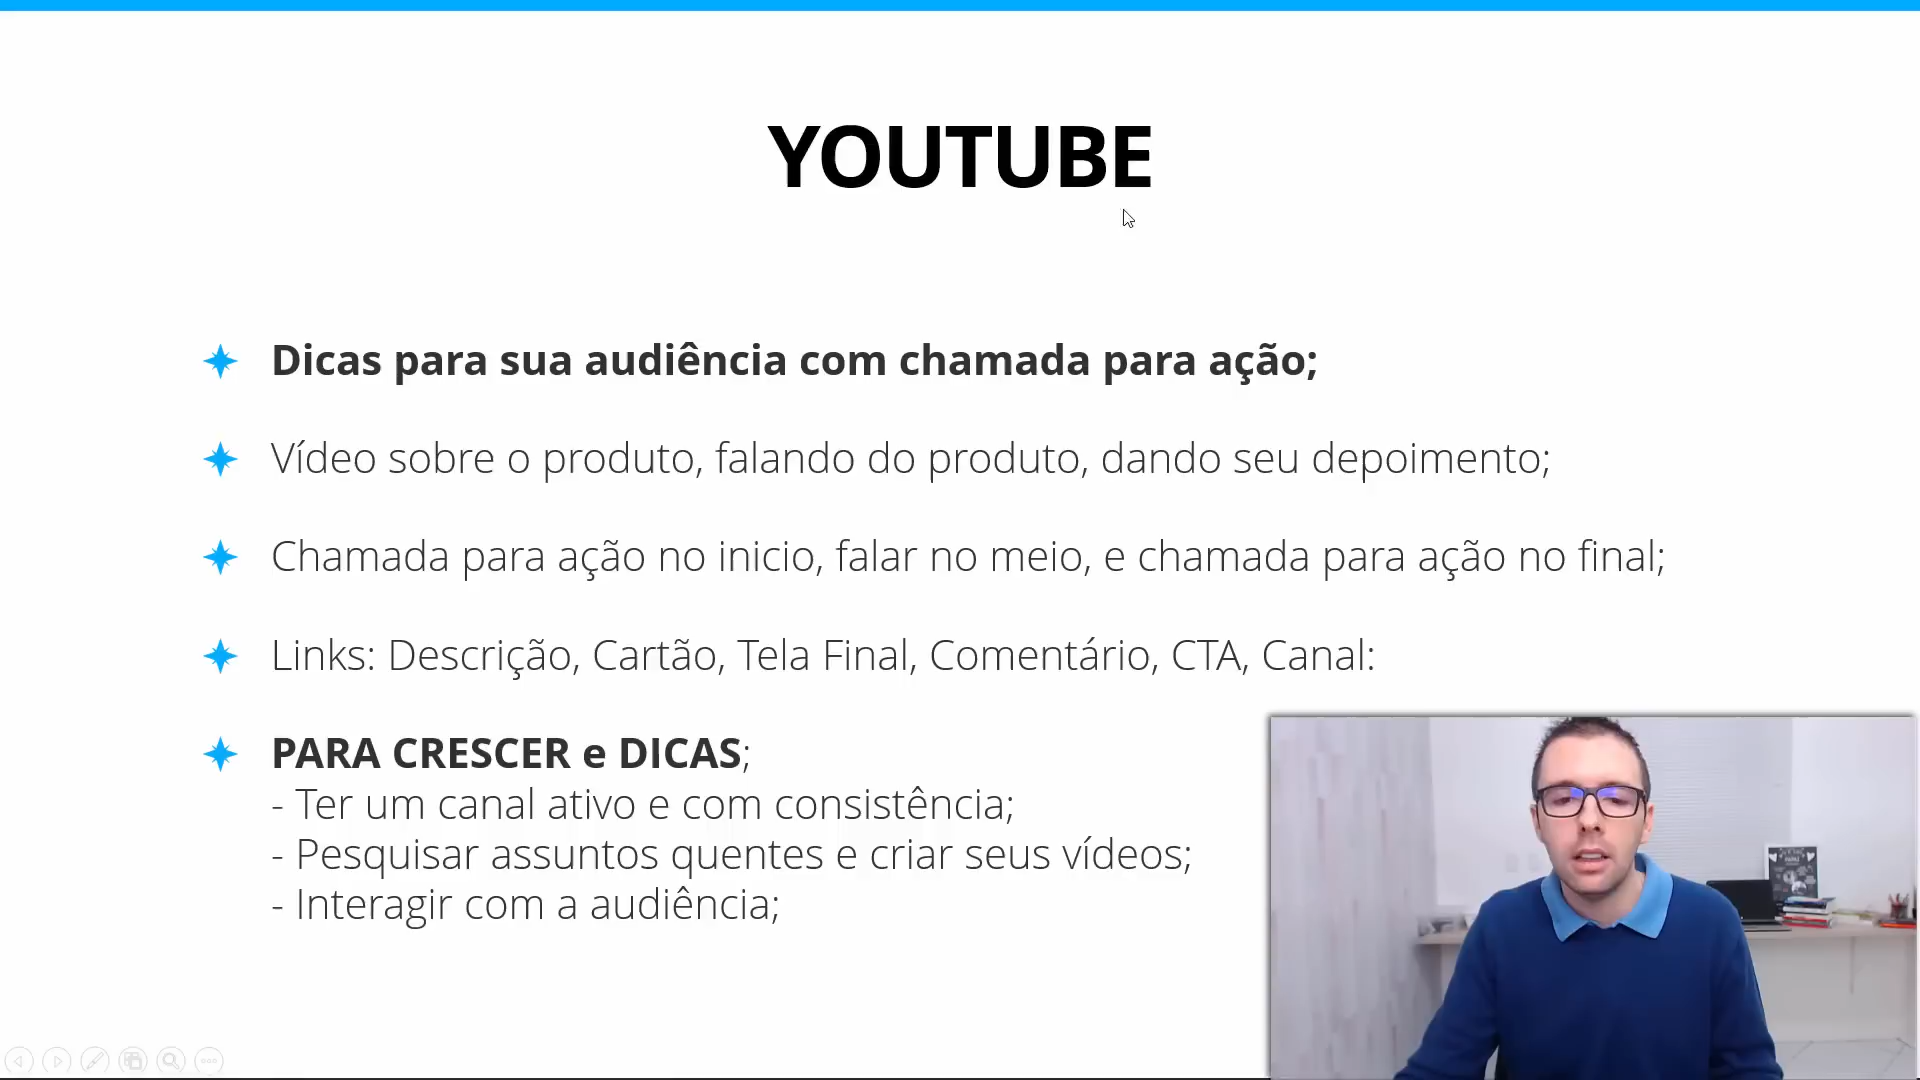 YOUTUBE
Dicas para sua audiência com chamada para ação;
Vídeo sobre o produto, falando do produto, dando seu depoimento;
Chamada para ação no inicio, falar no meio, e chamada para ação no final;
Links: Descrição, Cartão, Tela Final, Comentário, CTA, Canal:
PARA CRESCER e DICAS;
- Ter um canal ativo e com consistência;
- Pesquisar assuntos quentes e criar seus vídeos;
- Interagir com a audiência;